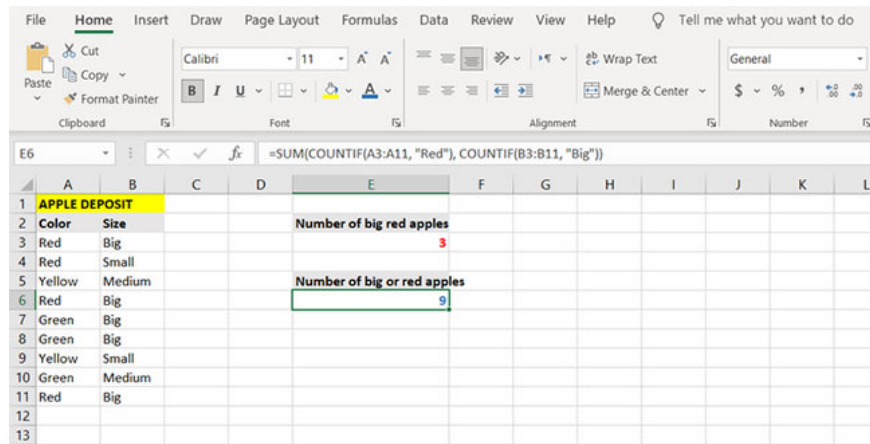 File Home Insert Draw Page Layout Formulas Data Review View Help Tell me what you want to do
Cut
Copy
Paste
Format Painter
Clipboard
Calibri 11 A A
B I U A
Font
ab Wrap Text
Merge & Center
Alignment
General
$ % ,
Number
E6 fx =SUM(COUNTIF(A3:A11, "Red"), COUNTIF(B3:B11, "Big"))
A B C D E F G H I J K L
1 APPLE DEPOSIT
2 Color Size Number of big red apples
3 Red Big 3
4 Red Small
5 Yellow Medium Number of big or red apples
6 Red Big 9
7 Green Big
8 Green Big
9 Yellow Small
10 Green Medium
11 Red Big
12
13